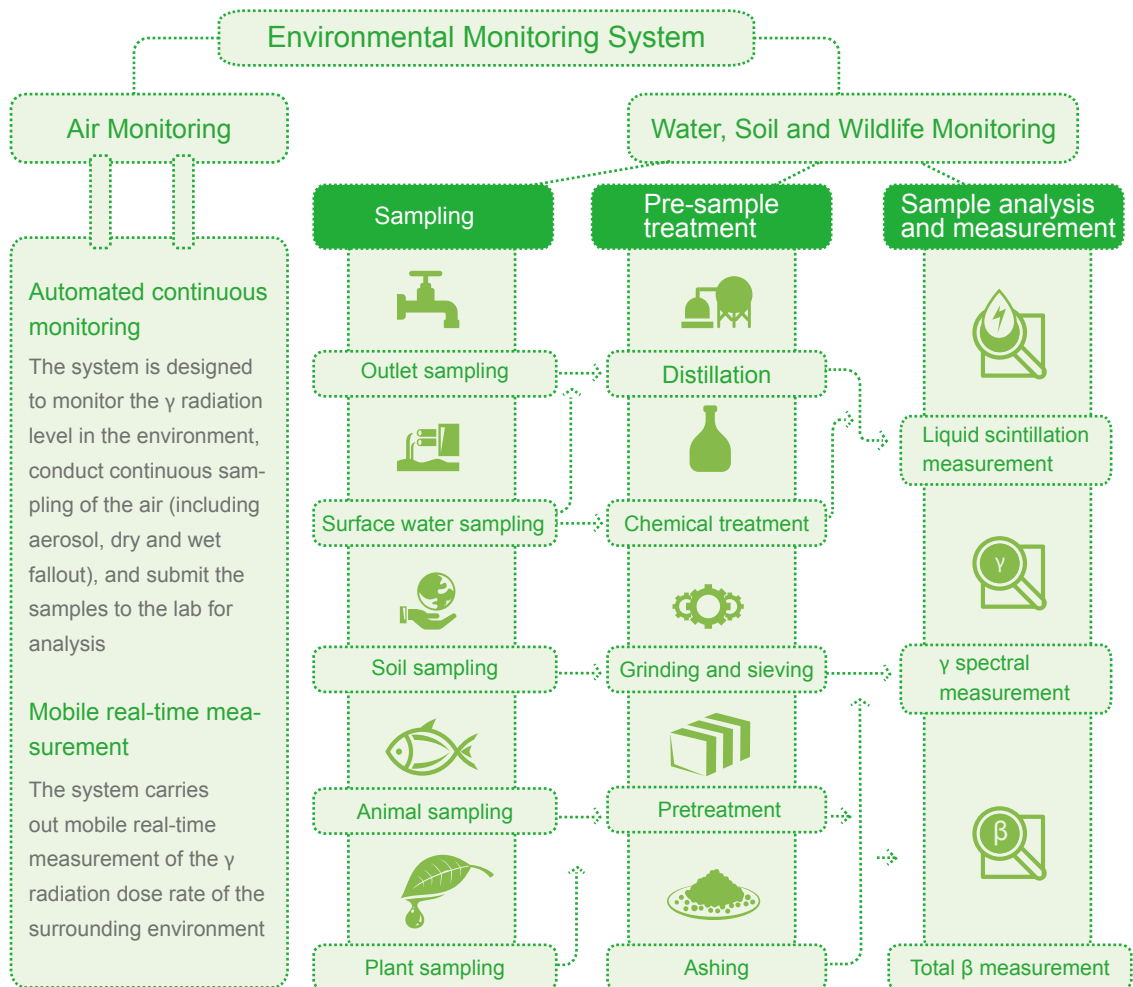 Environmental Monitoring System
Air Monitoring
Automated continuous
monitoring
The system is designed
to monitor the γ radiation
level in the environment,
conduct continuous sam-
pling of the air (including
aerosol, dry and wet
fallout), and submit the
samples to the lab for
analysis
Mobile real-time mea-
surement
The system carries
out mobile real-time
measurement of the γ
radiation dose rate of the
surrounding environment
Water, Soil and Wildlife Monitoring
Sampling
Outlet sampling
Surface water sampling
Soil sampling
Animal sampling
Plant sampling
Pre-sample
treatment
Distillation
Chemical treatment
Grinding and sieving
Pretreatment
Ashing
Sample analysis
and measurement
Liquid scintillation
measurement
γ
γ spectral
measurement
β
Total β measurement